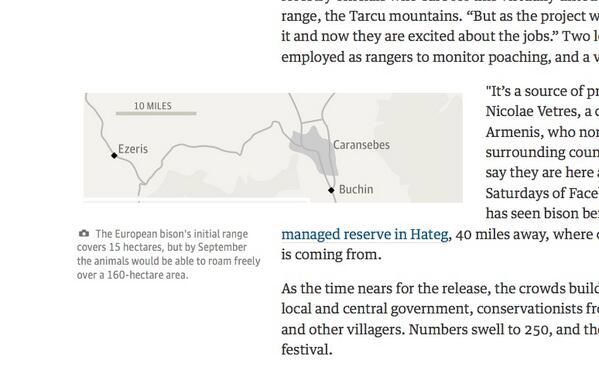 range, the Tarcu mountains. “But as the project w
it and now they are excited about the jobs.” Two l
employed as rangers to monitor poaching, and a v
10 MILES
Ezeris
Caransebes
Buchin
The European bison's initial range
covers 15 hectares, but by September
the animals would be able to roam freely
over a 160-hectare area.
"It’s a source of pr
Nicolae Vetres, a c
Armenis, who nor
surrounding coun
say they are here a
Saturdays of Face
has seen bison be
managed reserve in Hateg, 40 miles away, where
is coming from.
As the time nears for the release, the crowds build
local and central government, conservationists fr
and other villagers. Numbers swell to 250, and th
festival.